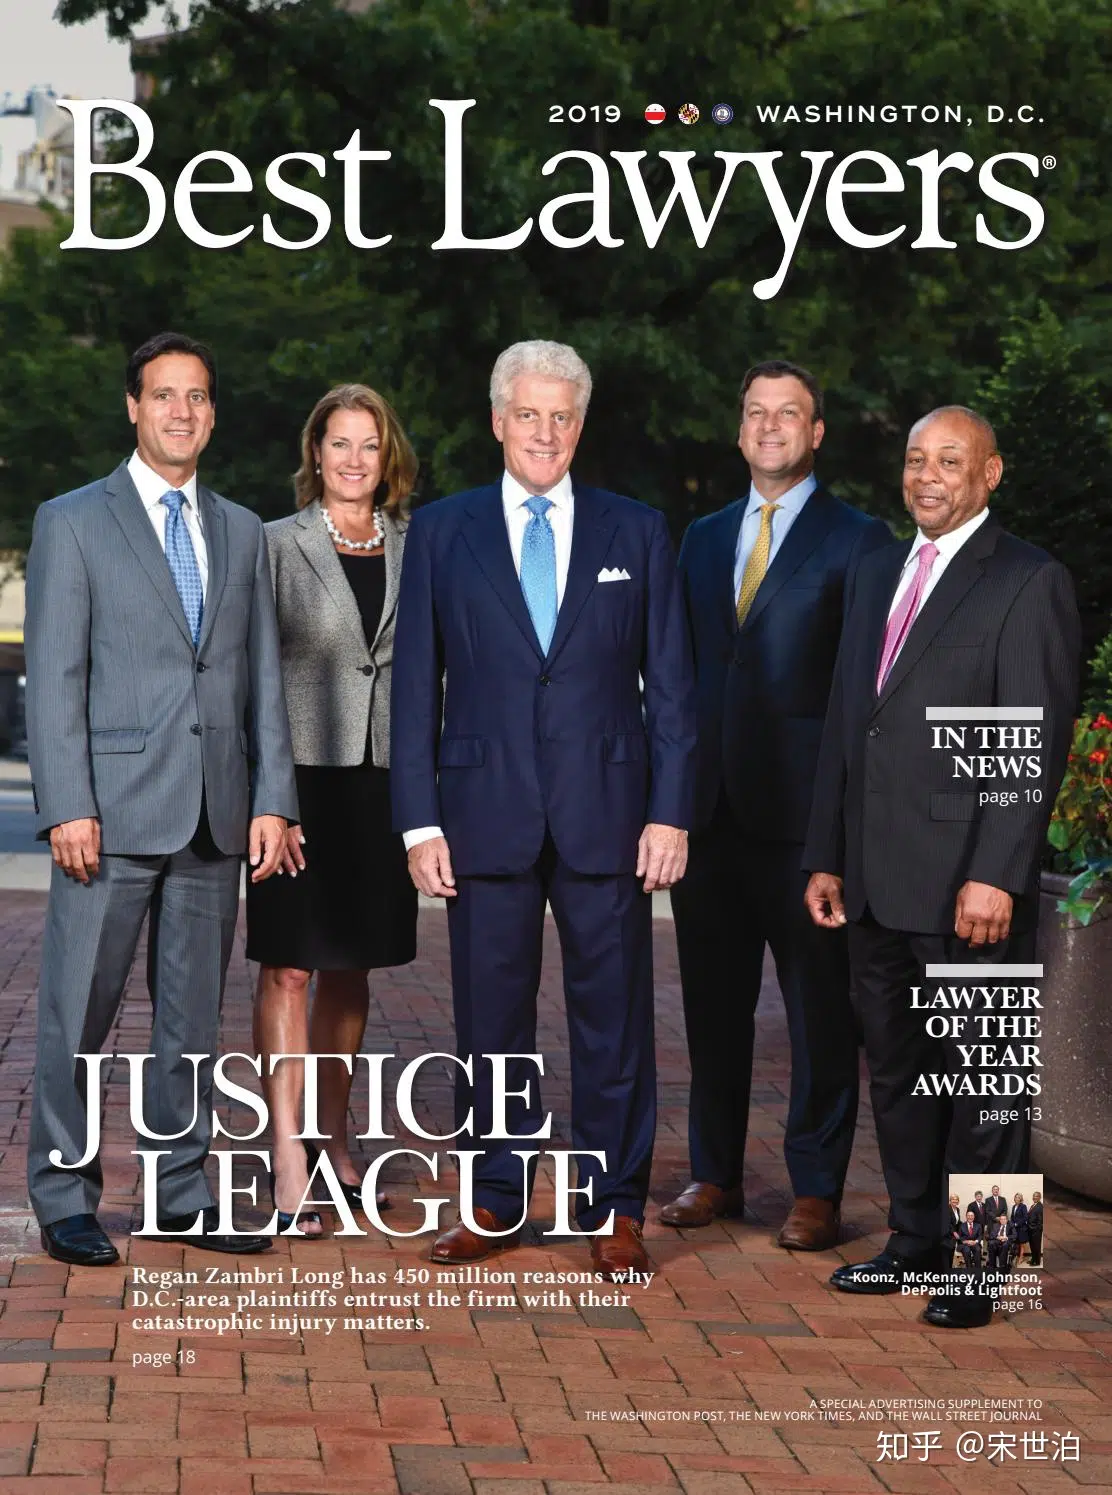 2019 WASHINGTON, D.C.
Best Lawyers®
IN THE
NEWS
page 10
LAWYER
OF THE
YEAR
AWARDS
page 13
JUSTICE
LEAGUE
Regan Zambri Long has 450 million reasons why
D.C.-area plaintiffs entrust the firm with their
catastrophic injury matters.
page 18
Koonz, McKenney, Johnson,
DePaolis & Lightfoot
page 16
A SPECIAL ADVERTISING SUPPLEMENT TO
THE WASHINGTON POST, THE NEW YORK TIMES, AND THE WALL STREET JOURNAL
知乎 @宋世泊